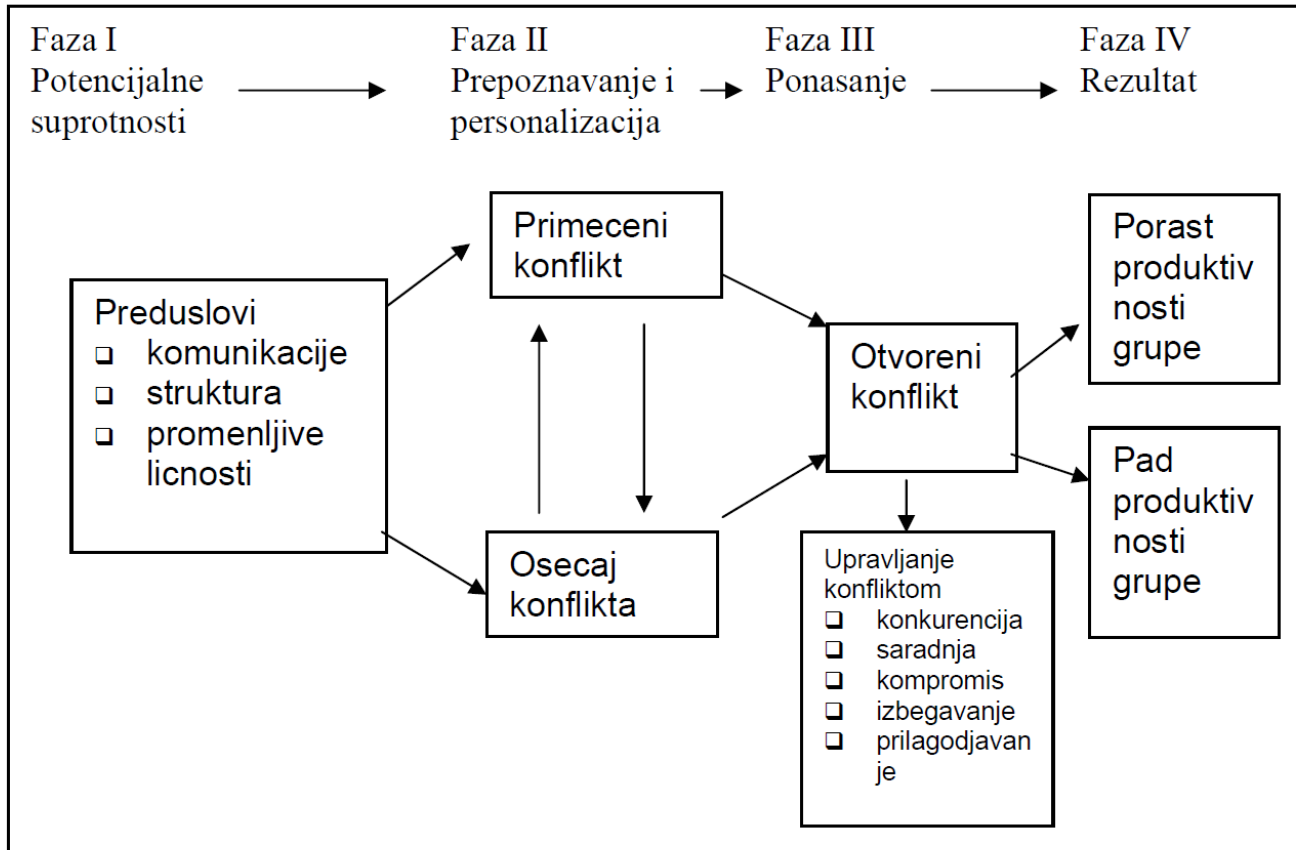 Faza I
Potencijalne
suprotnosti
Faza II
Prepoznavanje i
personalizacija
Faza III
Ponasanje
Faza IV
Rezultat
Preduslovi
komunikacije
struktura
promenljive
licnosti
Primeceni
konflikt
Osecaj
konflikta
Otvoreni
konflikt
Upravljanje
konfliktom
konkurencija
saradnja
kompromis
izbegavanje
prilagodjavan
je
Porast
produktiv
nosti
grupe
Pad
produktiv
nosti
grupe